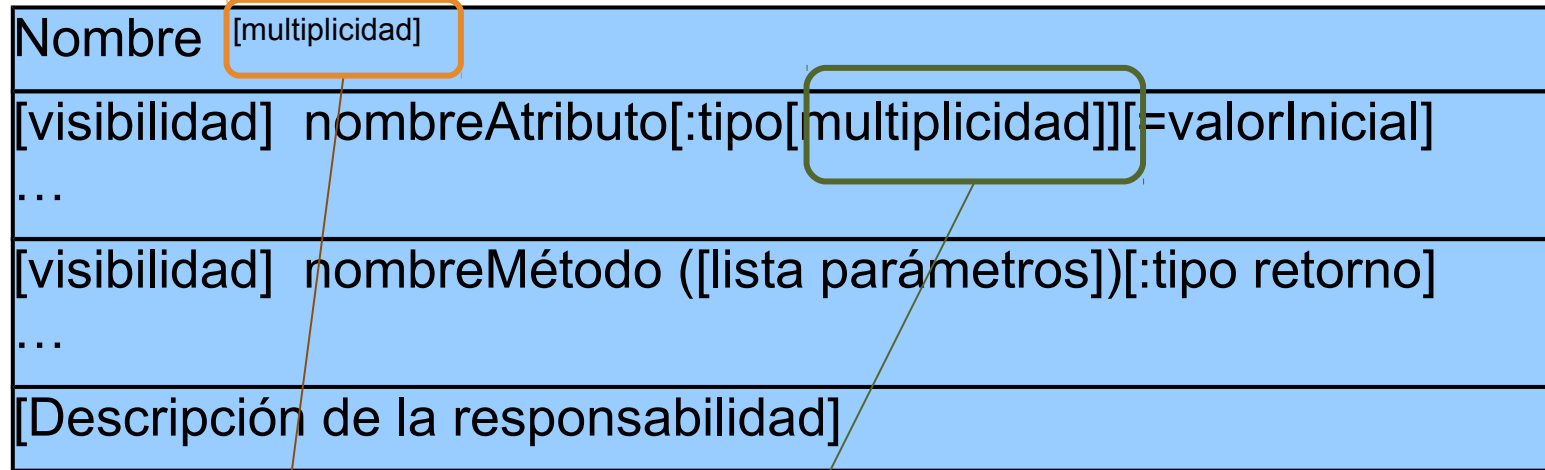 Nombre [multiplicidad]
[visibilidad] nombreAtributo[:tipo[multiplicidad]][=valorInicial]
…
[visibilidad] nombreMétodo ([lista parámetros])[:tipo retorno]
…
[Descripción de la responsabilidad]